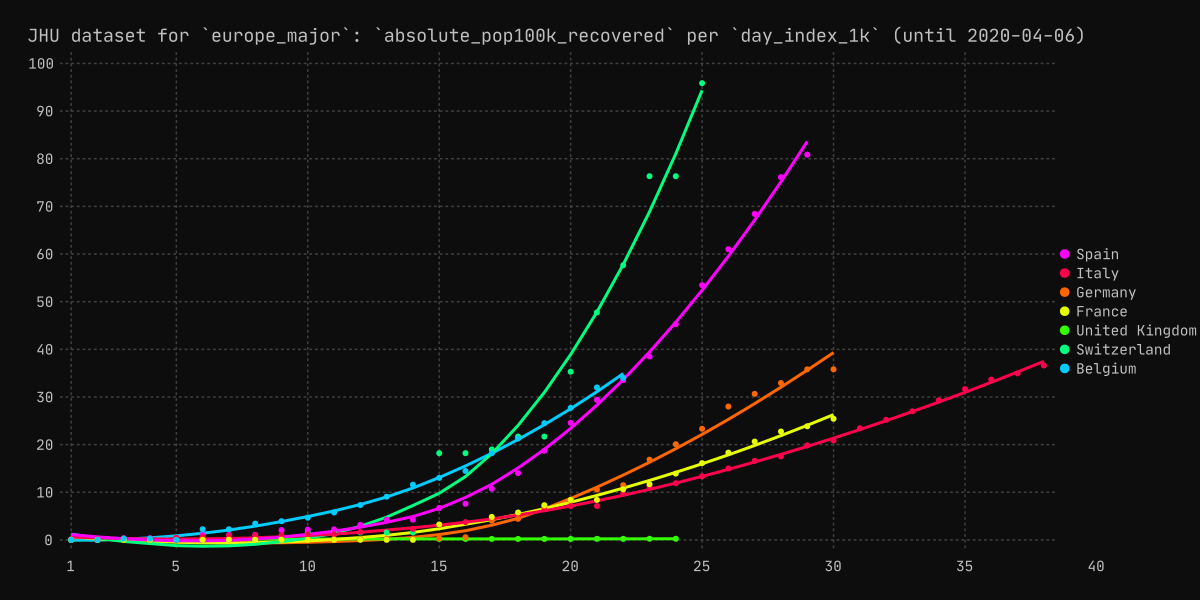 JHU dataset for `europe_major`: `absolute_pop100k_recovered` per `day_index_1k` (until 2020-04-06)
100
90
80
70
60
50
40
30
20
10
0
1 5 10 15 20 25 30 35 40
Spain
Italy
Germany
France
United Kingdom
Switzerland
Belgium